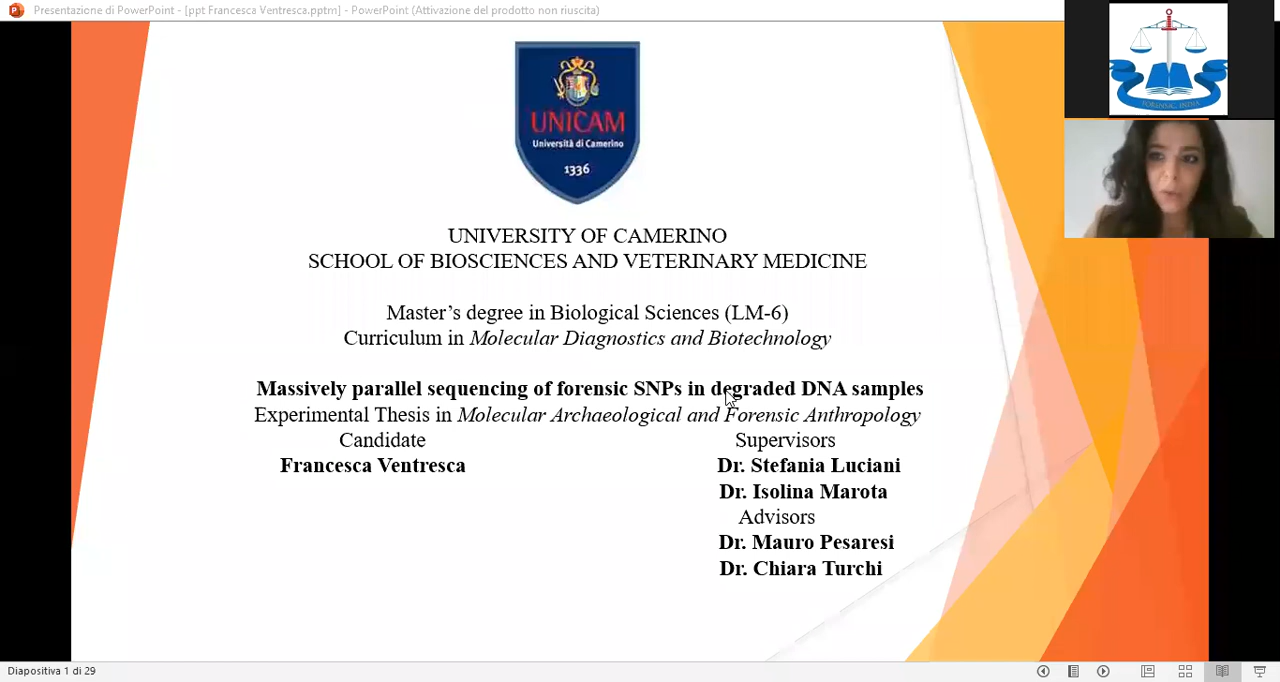 Presentazione di PowerPoint - [ppt Francesca Ventresca.pptm] - PowerPoint (Attivazione del prodotto non riuscita)
FORENSIC, INDIA
UNICAM
Università di Camerino
1336
UNIVERSITY OF CAMERINO
SCHOOL OF BIOSCIENCES AND VETERINARY MEDICINE
Master’s degree in Biological Sciences (LM-6)
Curriculum in Molecular Diagnostics and Biotechnology
Massively parallel sequencing of forensic SNPs in degraded DNA samples
Experimental Thesis in Molecular Archaeological and Forensic Anthropology
Candidate Supervisors
Francesca Ventresca Dr. Stefania Luciani
Dr. Isolina Marota
Advisors
Dr. Mauro Pesaresi
Dr. Chiara Turchi
Diapositiva 1 di 29